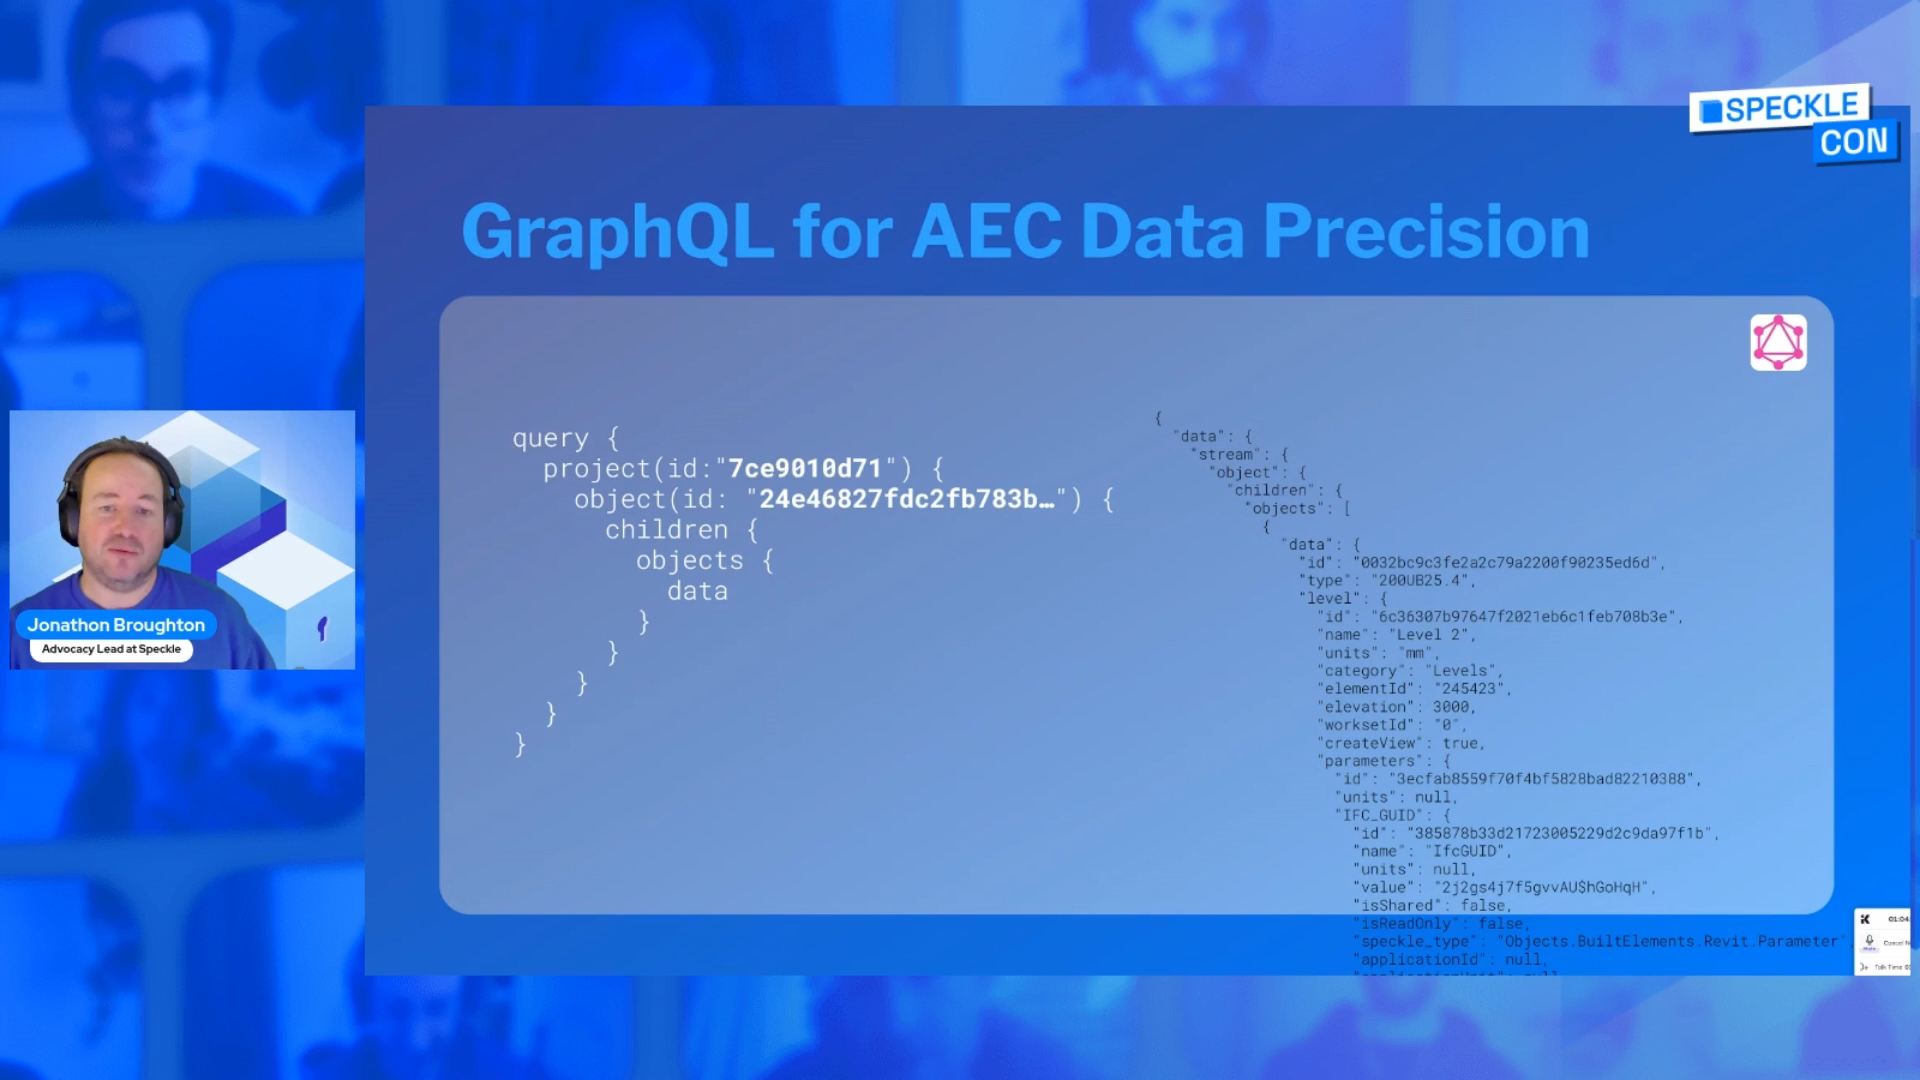 SPECKLE
CON
GraphQL for AEC Data Precision
query {
project(id:"7ce9010d71") {
object(id: "24e46827fdc2fb783b…") {
children {
objects {
data
}
}
}
}
}
{
"data": {
"stream": {
"object": {
"children": {
"objects": [
{
"data": {
"id": "0032bc9c3fe2a2c79a2200f90235ed6d",
"type": "200UB25.4",
"level": {
"id": "6c36307b97647f2021eb6c1feb708b3e",
"name": "Level 2",
"units": "mm",
"category": "Levels",
"elementId": "245423",
"elevation": 3000,
"worksetId": "0",
"createView": true,
"parameters": {
"id": "3ecfab8559f70f4bf5828bad82210388",
"units": null,
"IFC_GUID": {
"id": "385878b33d21723005229d2c9da97f1b",
"name": "IfcGUID",
"units": null,
"value": "2j2gs4j7f5gvvAU$hGoHqH",
"isShared": false,
"isReadOnly": false,
"speckle_type": "Objects.BuiltElements.Revit.Parameter",
"applicationId": null,
Jonathon Broughton
Advocacy Lead at Speckle
01:04
Talk Time